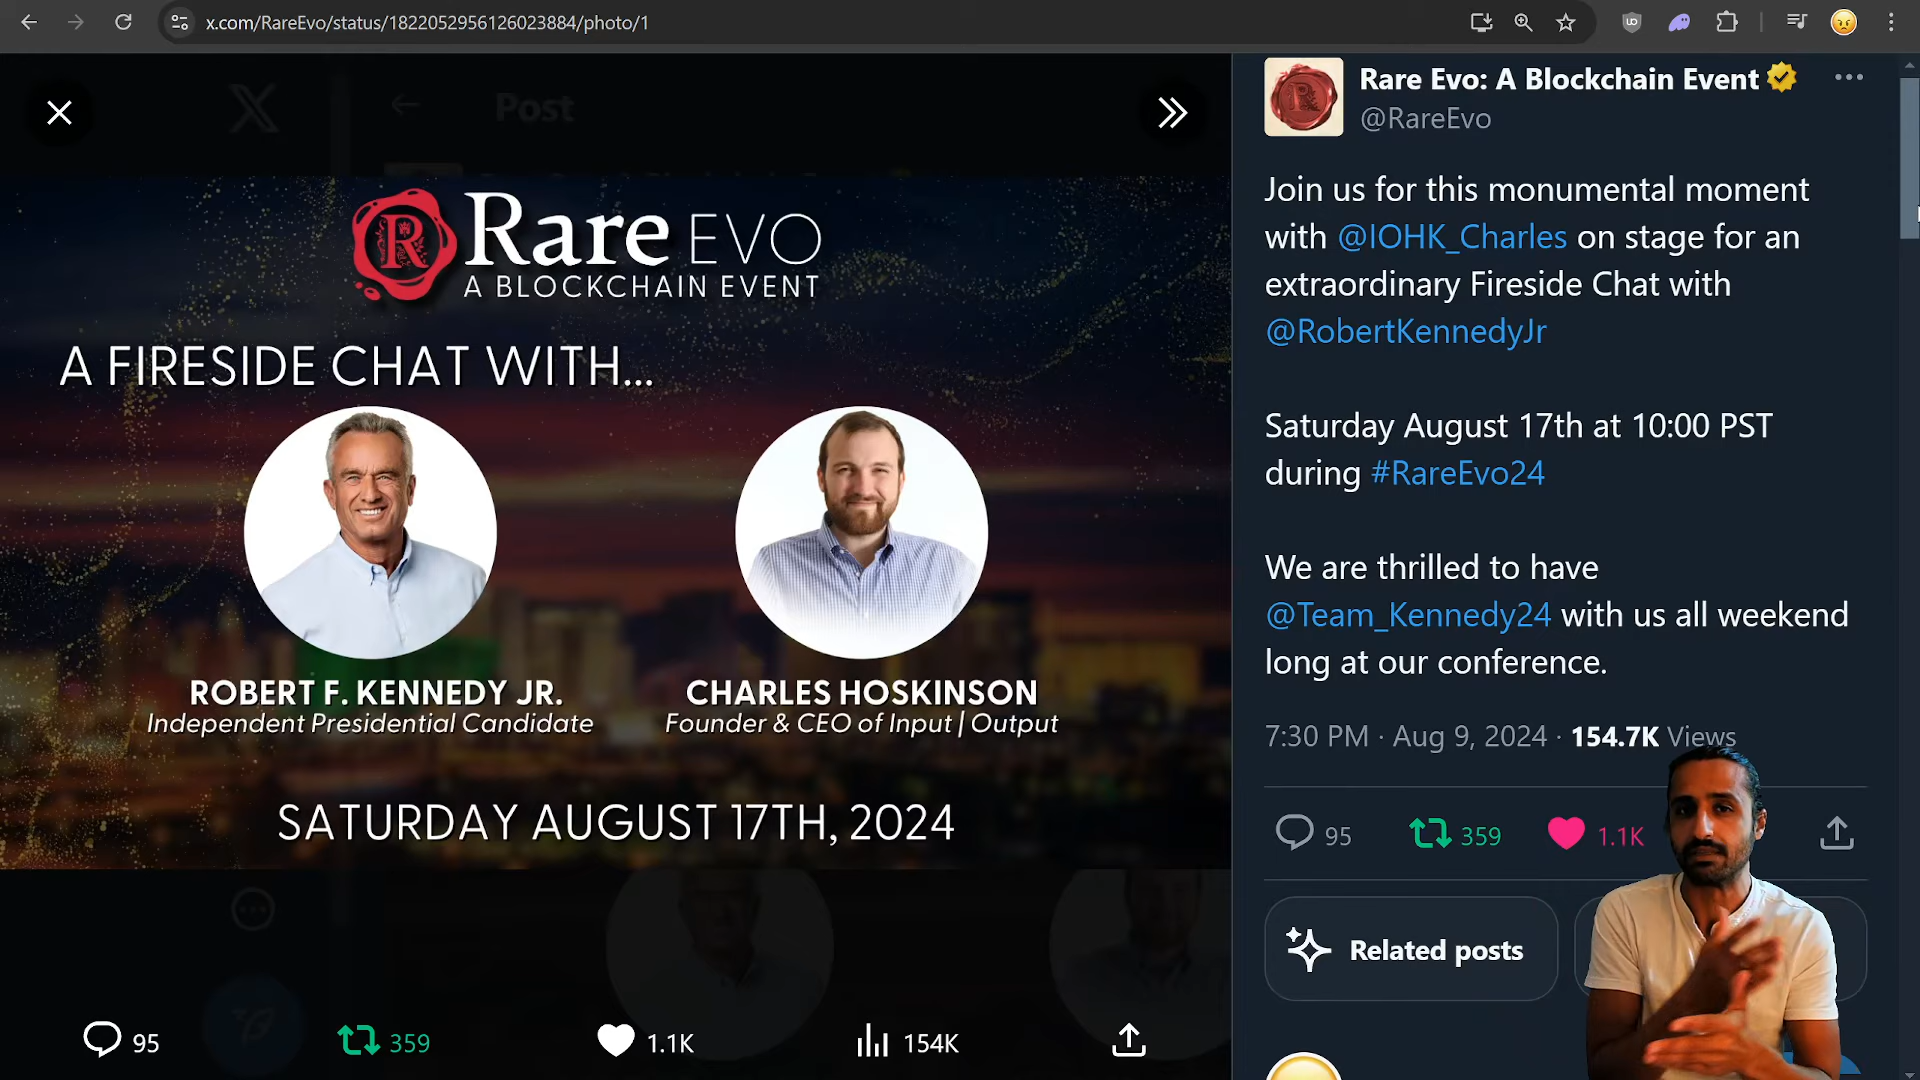 x.com/RareEvo/status/1822052956126023884/photo/1
Post
Rare EVO
A BLOCKCHAIN EVENT
A FIRESIDE CHAT WITH...
ROBERT F. KENNEDY JR.
Independent Presidential Candidate
CHARLES HOSKINSON
Founder & CEO of Input | Output
SATURDAY AUGUST 17TH, 2024
95
359
1.1K
154K
Rare Evo: A Blockchain Event
@RareEvo
Join us for this monumental moment
with @IOHK_Charles on stage for an
extraordinary Fireside Chat with
@RobertKennedyJr
Saturday August 17th at 10:00 PST
during #RareEvo24
We are thrilled to have
@Team_Kennedy24 with us all weekend
long at our conference.
7:30 PM · Aug 9, 2024 · 154.7K Views
95
359
1.1K
Related posts